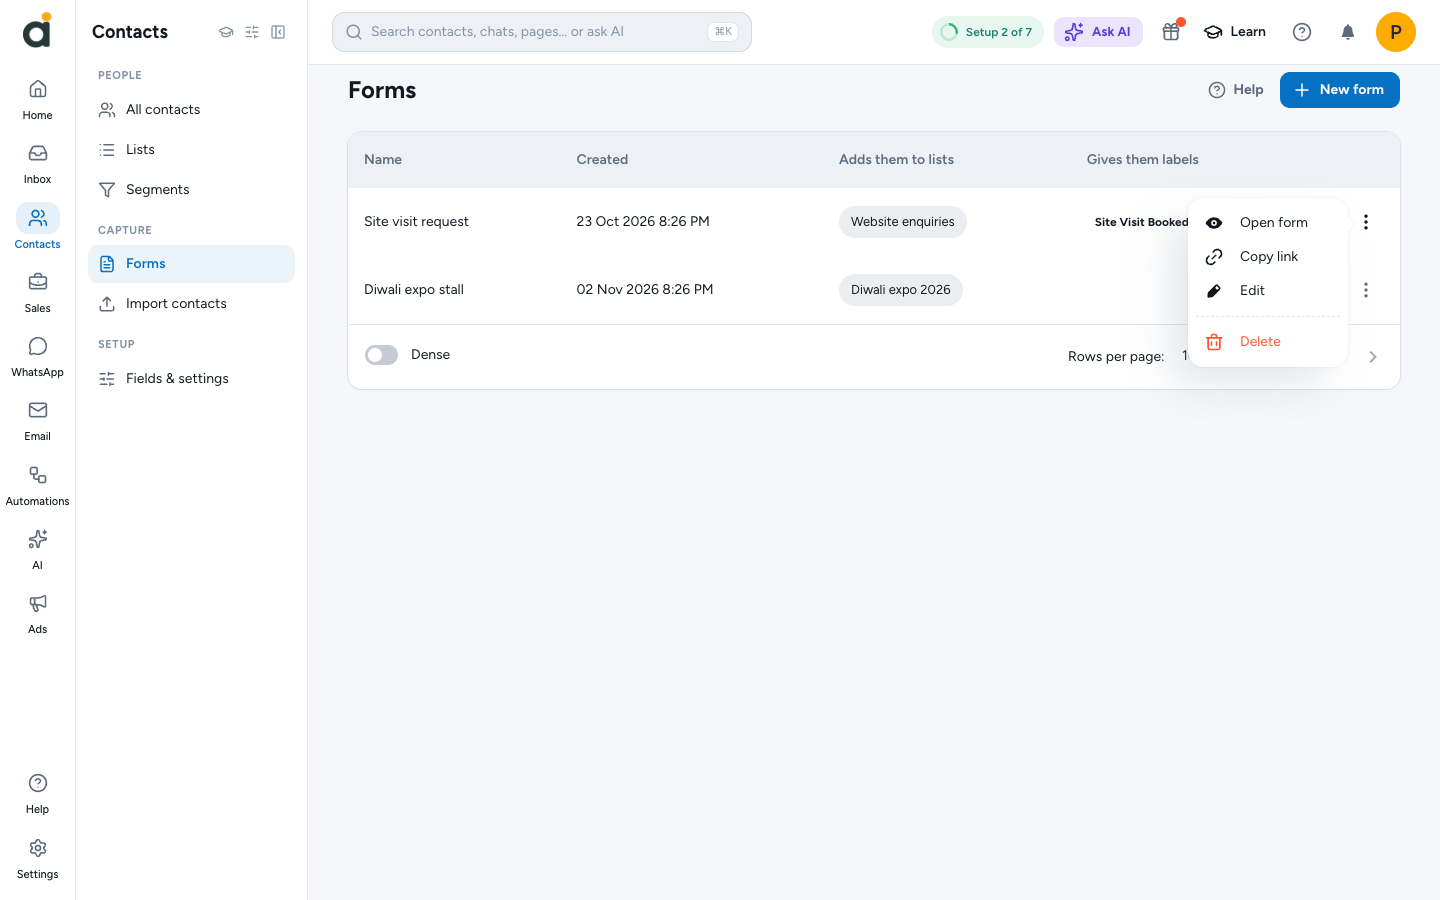 Contacts
Search contacts, chats, pages... or ask AI
⌘K
Setup 2 of 7
Ask AI
Learn
P
Home
Inbox
Contacts
Sales
WhatsApp
Email
Automations
AI
Ads
Help
Settings
PEOPLE
All contacts
Lists
Segments
CAPTURE
Forms
Import contacts
SETUP
Fields & settings
Forms
Help
New form
Name
Created
Adds them to lists
Gives them labels
Site visit request
23 Oct 2026 8:26 PM
Website enquiries
Site Visit Booked
Diwali expo stall
02 Nov 2026 8:26 PM
Diwali expo 2026
Open form
Copy link
Edit
Delete
Dense
Rows per page: